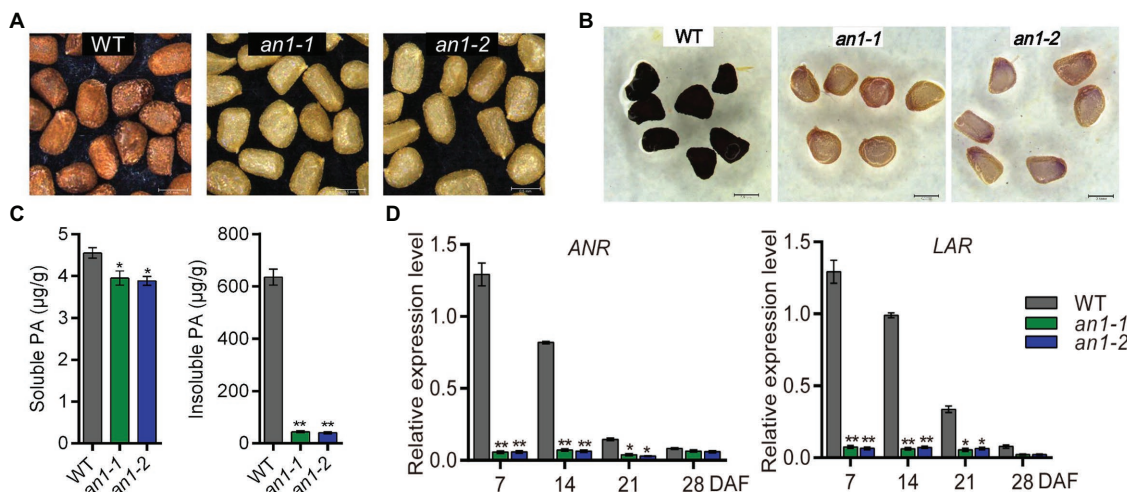 A
WT
an1-1
an1-2
B
WT
an1-1
an1-2
C
Soluble PA (µg/g)
5
4
3
2
1
0
*
*
WT
an1-1
an1-2
Insoluble PA (µg/g)
800
600
400
200
0
**
**
WT
an1-1
an1-2
D
Relative expression level
ANR
1.5
1.0
0.5
0.0
** **
** **
* *
7 14 21 28 DAF
Relative expression level
LAR
1.5
1.0
0.5
0.0
** **
** **
* *
7 14 21 28 DAF
WT
an1-1
an1-2